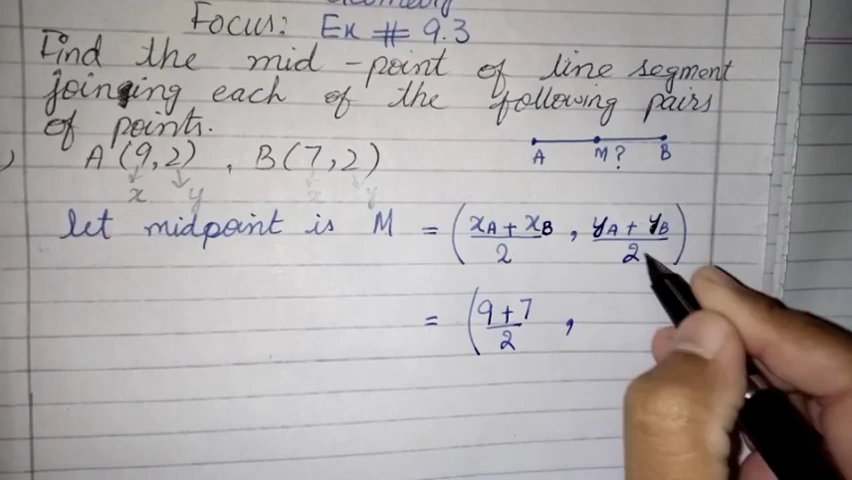 Geometry
Focus: Ex # 9.3
Find the mid-point of line segment
joining each of the following pairs
of points.
) A (9,2) , B(7,2)
x y x y
A M? B
let midpoint is M = (xA + xB / 2 , yA + yB / 2)
= (9+7 / 2 ,